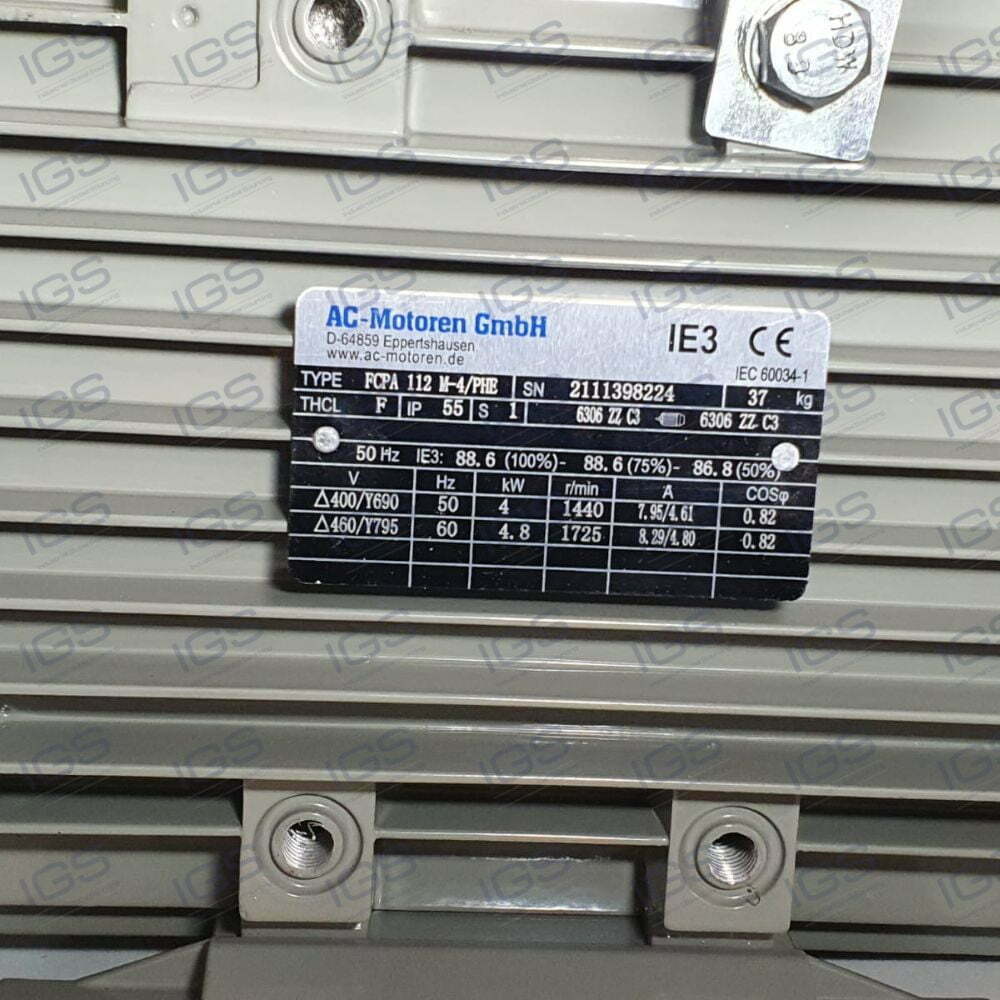 HDW
8 8
AC-Motoren GmbH
D-64859 Eppertshausen
www.ac-motoren.de
IE3 CE
IEC 60034-1
TYPE FCPA 112 M-4/PHE SN 2111398224 37 kg
THCL F IP 55 S 1 6306 ZZ C3 6306 ZZ C3
50 Hz IE3: 88.6 (100%)- 88.6 (75%)- 86.8 (50%)
V Hz kW r/min A COSφ
△400/Y690 50 4 1440 7.95/4.61 0.82
△460/Y795 60 4.8 1725 8.29/4.80 0.82
IGS